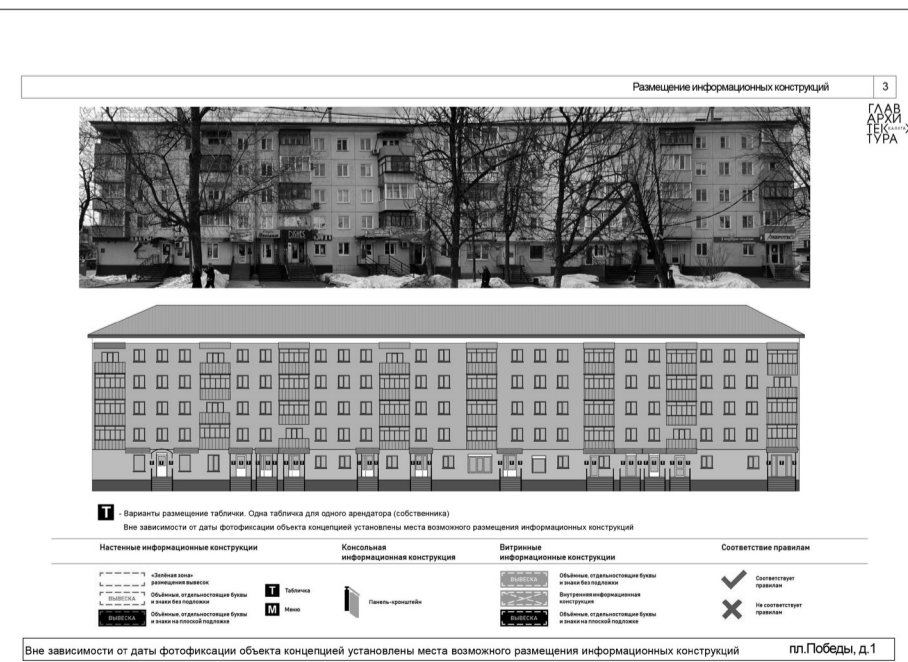 Размещение информационных конструкций
3
ГЛАВ
АРХИ
ТЕК КАЛУГА
ТУРА
FISHER
Т - Варианты размещение таблички. Одна табличка для одного арендатора (собственника)
Вне зависимости от даты фотофиксации объекта концепцией установлены места возможного размещения информационных конструкций
Настенные информационные конструкции
«Зелёная зона»
размещения вывесок
ВЫВЕСКА
Объёмные, отдельностоящие буквы
и знаки без подложки
ВЫВЕСКА
Объёмные, отдельностоящие буквы
и знаки на плоской подложке
Т Табличка
М Меню
Консольная
информационная конструкция
Панель-кронштейн
Витринные
информационные конструкции
ВЫВЕСКА
Объёмные, отдельностоящие буквы
и знаки без подложки
Внутренняя информационная
конструкция
ВЫВЕСКА
Объёмные, отдельностоящие буквы
и знаки на плоской подложке
Соответствие правилам
Соответствует
правилам
Не соответствует
правилам
Вне зависимости от даты фотофиксации объекта концепцией установлены места возможного размещения информационных конструкций
пл.Победы, д.1